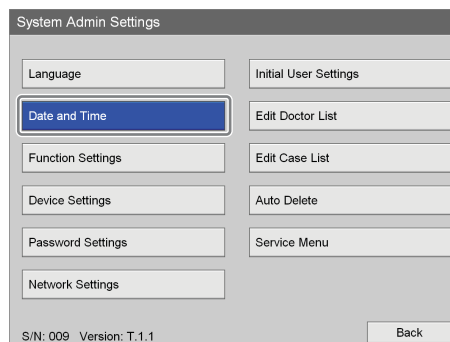 System Admin Settings
Language
Date and Time
Function Settings
Device Settings
Password Settings
Network Settings
Initial User Settings
Edit Doctor List
Edit Case List
Auto Delete
Service Menu
S/N: 009 Version: T.1.1
Back